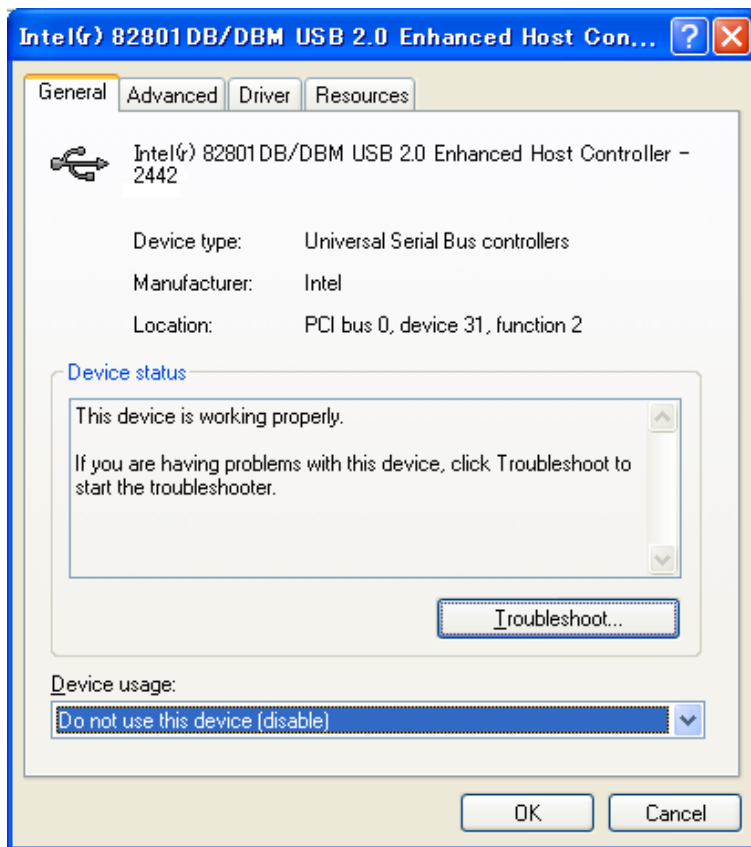 Intel(r) 82801DB/DBM USB 2.0 Enhanced Host Con...
General Advanced Driver Resources
Intel(r) 82801DB/DBM USB 2.0 Enhanced Host Controller -
2442
Device type: Universal Serial Bus controllers
Manufacturer: Intel
Location: PCI bus 0, device 31, function 2
Device status
This device is working properly.
If you are having problems with this device, click Troubleshoot to
start the troubleshooter.
Troubleshoot...
Device usage:
Do not use this device (disable)
OK Cancel